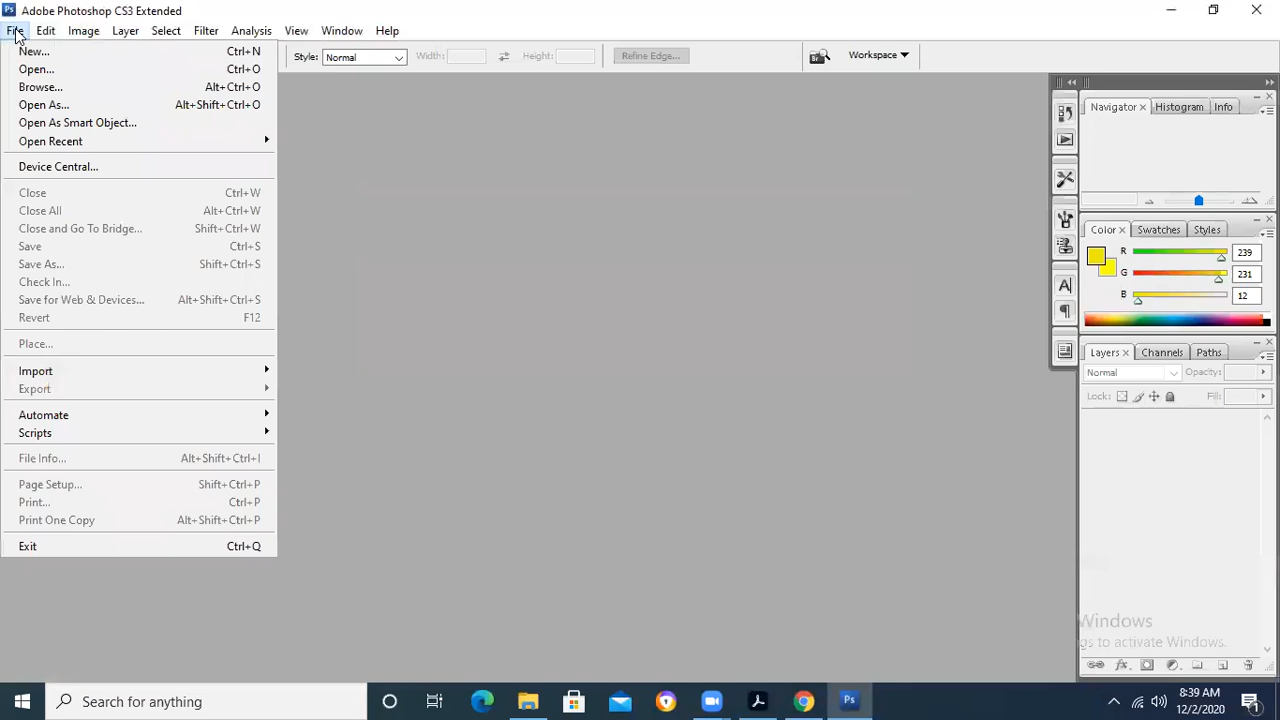 Ps Adobe Photoshop CS3 Extended
File Edit Image Layer Select Filter Analysis View Window Help
Style: Normal Width: Height: Refine Edge... Br Workspace
New... Ctrl+N
Open... Ctrl+O
Browse... Alt+Ctrl+O
Open As... Alt+Shift+Ctrl+O
Open As Smart Object...
Open Recent
Device Central...
Close Ctrl+W
Close All Alt+Ctrl+W
Close and Go To Bridge... Shift+Ctrl+W
Save Ctrl+S
Save As... Shift+Ctrl+S
Check In...
Save for Web & Devices... Alt+Shift+Ctrl+S
Revert F12
Place...
Import
Export
Automate
Scripts
File Info... Alt+Shift+Ctrl+I
Page Setup... Shift+Ctrl+P
Print... Ctrl+P
Print One Copy Alt+Shift+Ctrl+P
Exit Ctrl+Q
Navigator × Histogram Info
Color × Swatches Styles
R 239
G 231
B 12
Layers × Channels Paths
Normal Opacity:
Lock: Fill:
Windows
gs to activate Windows.
Search for anything
Ps
8:39 AM
12/2/2020
1